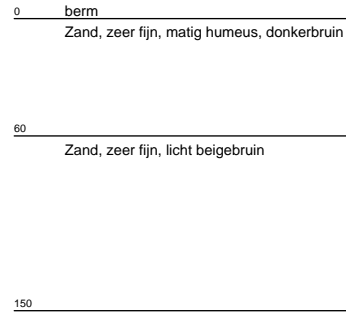 0 berm
Zand, zeer fijn, matig humeus, donkerbruin
60
Zand, zeer fijn, licht beigebruin
150